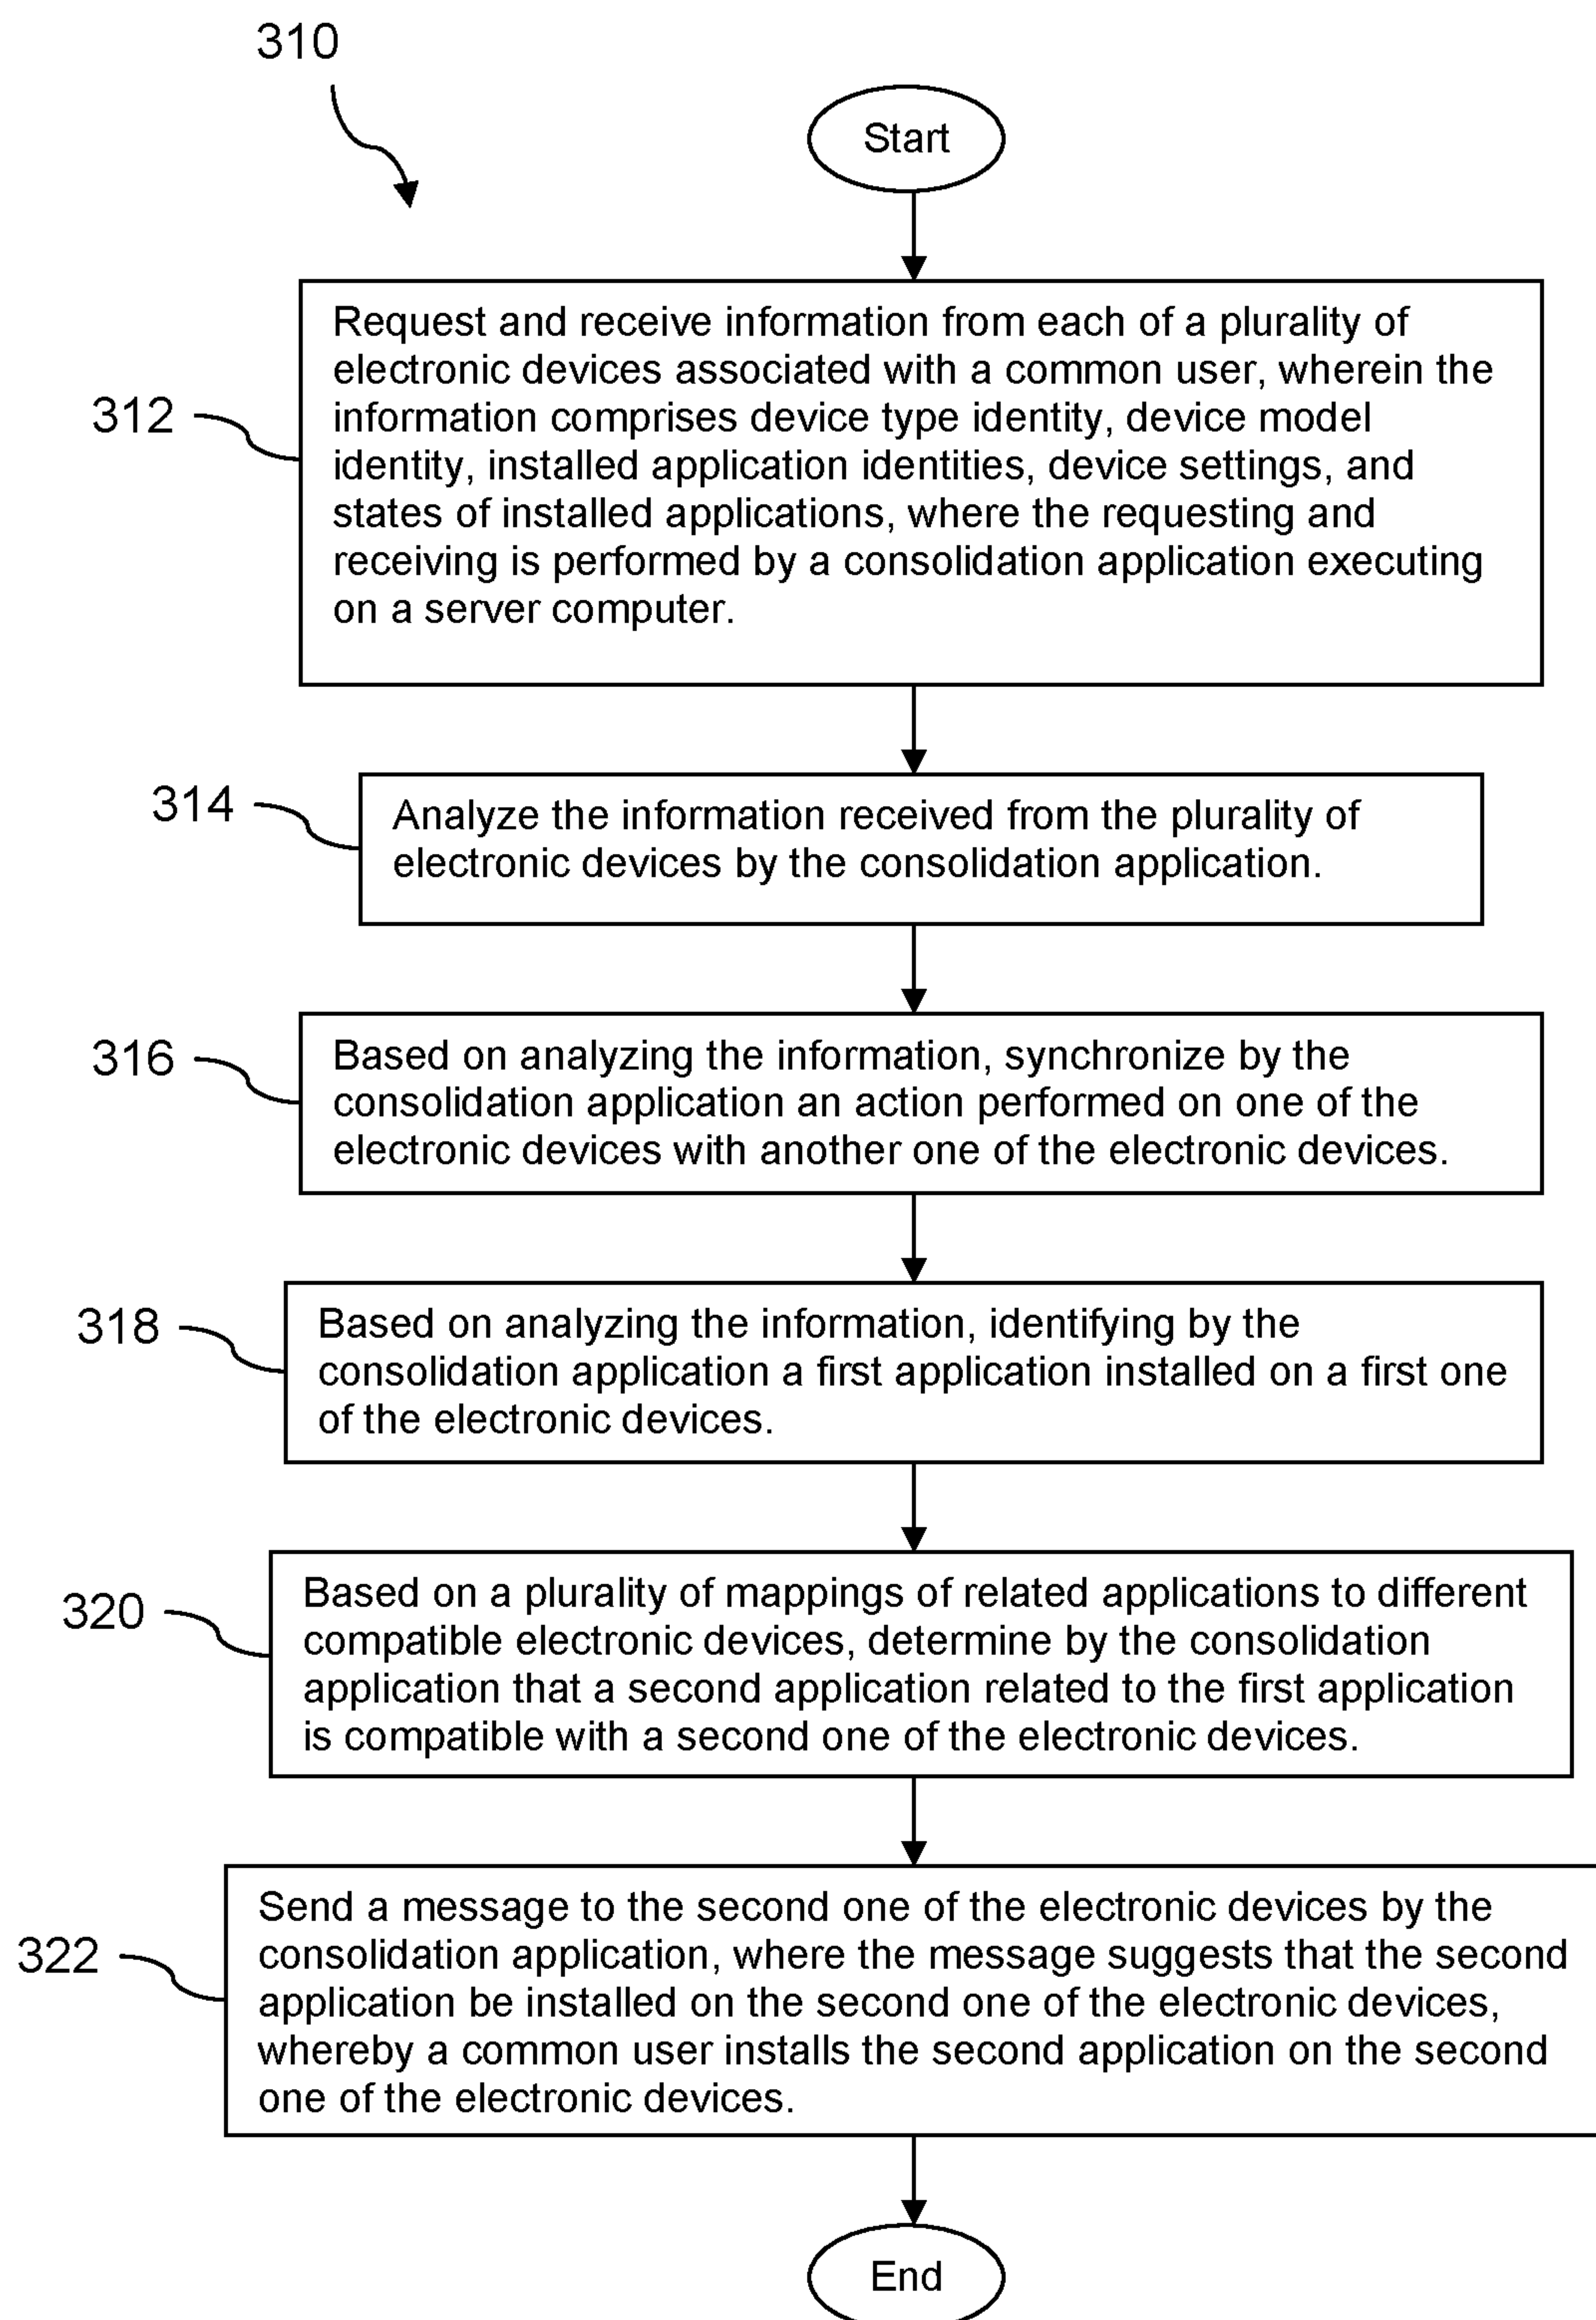 310
Start
312
Request and receive information from each of a plurality of
electronic devices associated with a common user, wherein the
information comprises device type identity, device model
identity, installed application identities, device settings, and
states of installed applications, where the requesting and
receiving is performed by a consolidation application executing
on a server computer.
314
Analyze the information received from the plurality of
electronic devices by the consolidation application.
316
Based on analyzing the information, synchronize by the
consolidation application an action performed on one of the
electronic devices with another one of the electronic devices.
318
Based on analyzing the information, identifying by the
consolidation application a first application installed on a first one
of the electronic devices.
320
Based on a plurality of mappings of related applications to different
compatible electronic devices, determine by the consolidation
application that a second application related to the first application
is compatible with a second one of the electronic devices.
322
Send a message to the second one of the electronic devices by the
consolidation application, where the message suggests that the second
application be installed on the second one of the electronic devices,
whereby a common user installs the second application on the second
one of the electronic devices.
End